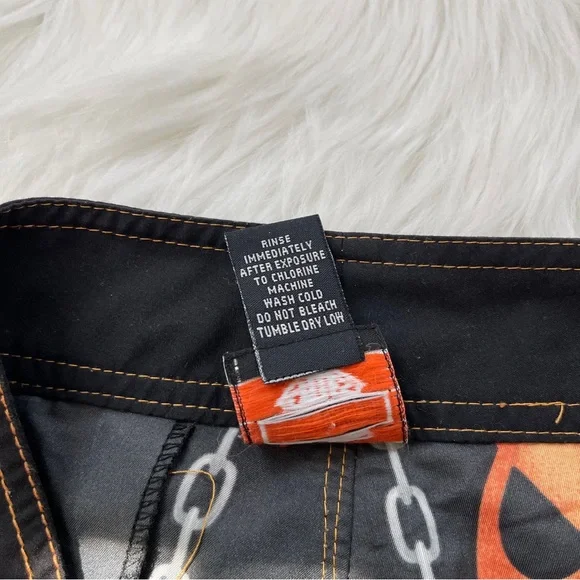 RINSE
IMMEDIATELY
AFTER EXPOSURE
TO CHLORINE
MACHINE
WASH COLD
DO NOT BLEACH
TUMBLE DRY LOW